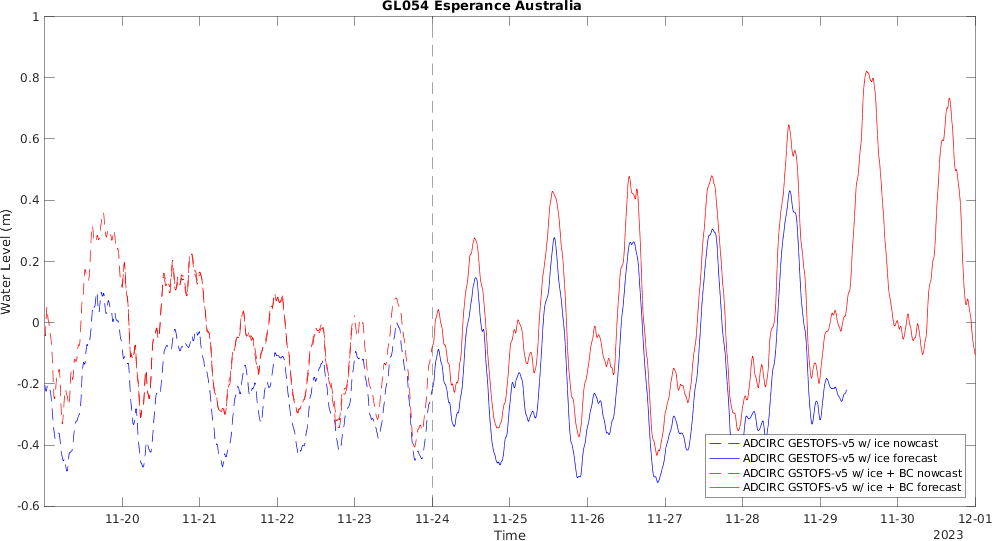 GL054 Esperance Australia
1
0.8
0.6
0.4
0.2
0
-0.2
-0.4
-0.6
Water Level (m)
ADCIRC GESTOFS-v5 w/ ice nowcast
ADCIRC GESTOFS-v5 w/ ice forecast
ADCIRC GSTOFS-v5 w/ ice + BC nowcast
ADCIRC GSTOFS-v5 w/ ice + BC forecast
11-20 11-21 11-22 11-23 11-24 11-25 11-26 11-27 11-28 11-29 11-30 12-01
Time
2023